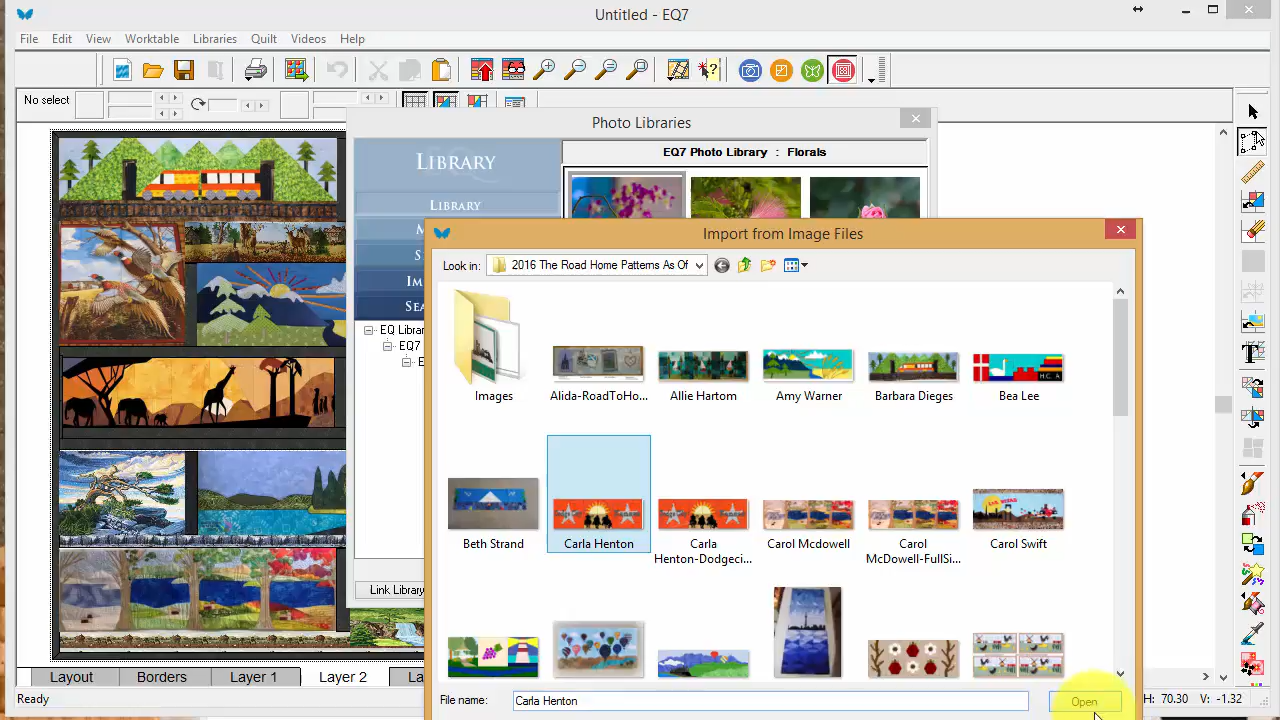 Untitled - EQ7
File Edit View Worktable Libraries Quilt Videos Help
No select
Photo Libraries
LIBRARY
EQ7 Photo Library : Florals
LIBRARY
Import from Image Files
Look in: 2016 The Road Home Patterns As Of
EQ Libra
EQ7
Images
Alida-RoadToHo...
Allie Hartom
Amy Warner
Barbara Dieges
Bea Lee
Beth Strand
Carla Henton
Carla Henton-Dodgeci...
Carol Mcdowell
Carol McDowell-FullSi...
Carol Swift
Link Library
File name: Carla Henton
Open
Layout Borders Layer 1 Layer 2 La
Ready
H: 70.30 V: -1.32